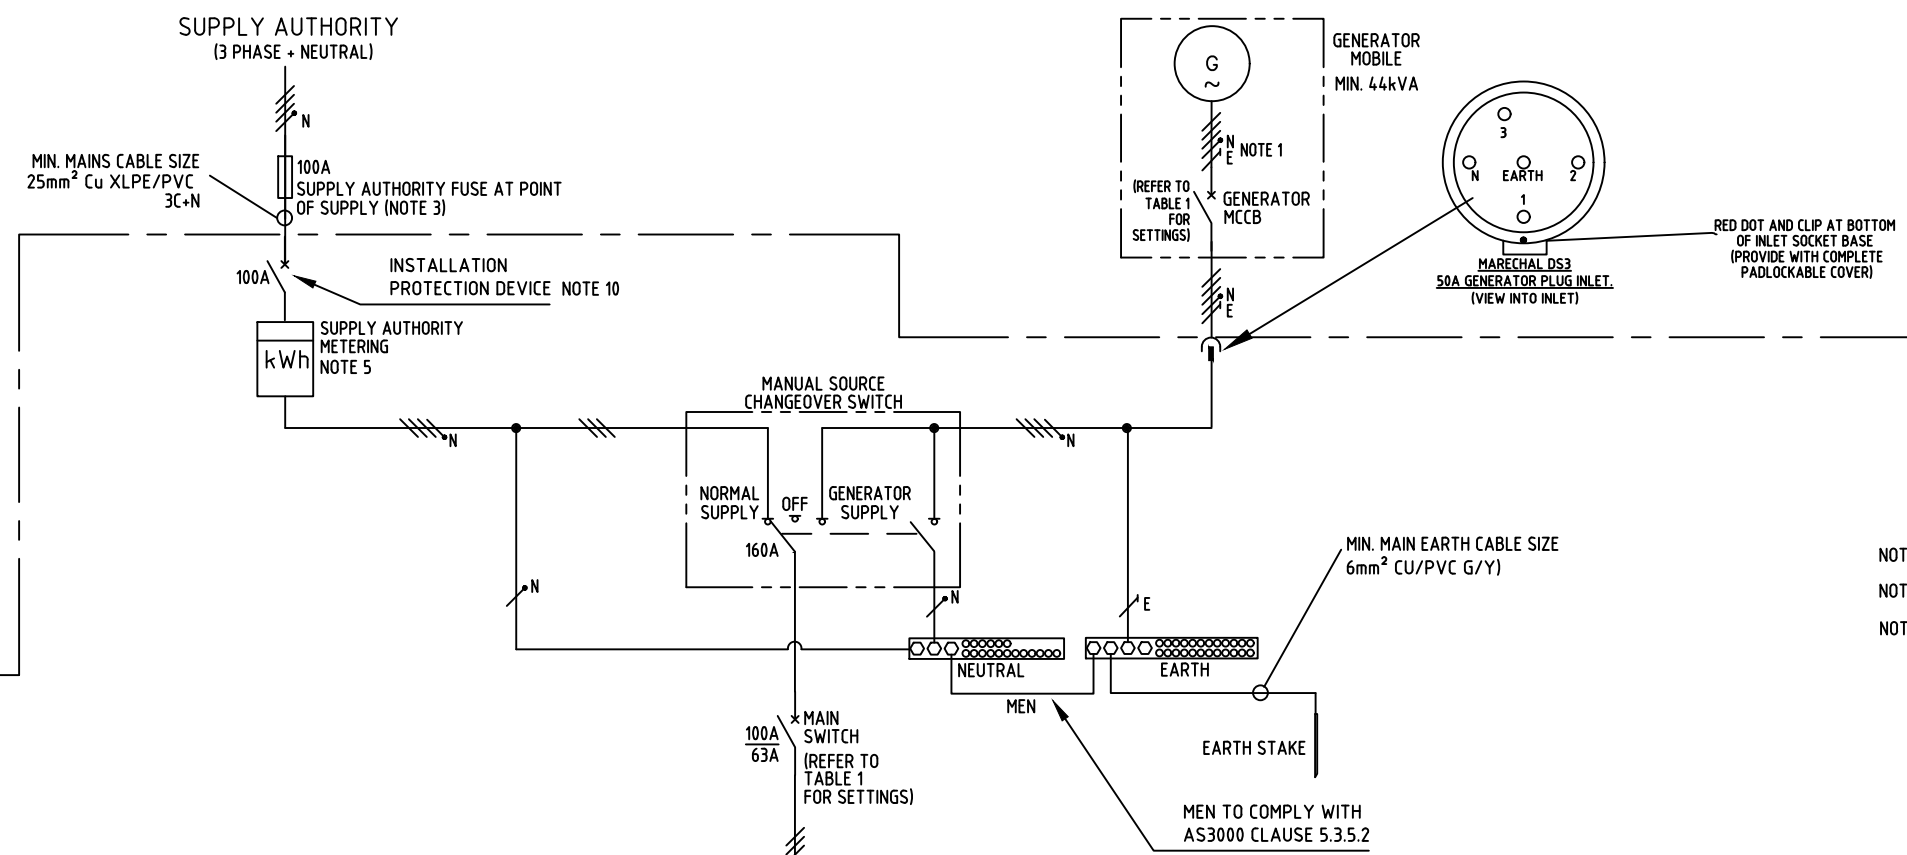 SUPPLY AUTHORITY
(3 PHASE + NEUTRAL)
N
MIN. MAINS CABLE SIZE
25mm² Cu XLPE/PVC
3C+N
100A
SUPPLY AUTHORITY FUSE AT POINT
OF SUPPLY (NOTE 3)
100A
INSTALLATION
PROTECTION DEVICE NOTE 10
SUPPLY AUTHORITY
METERING
NOTE 5
kWh
N
MANUAL SOURCE
CHANGEOVER SWITCH
NORMAL
SUPPLY
OFF
GENERATOR
SUPPLY
160A
N
N
GENERATOR
MOBILE
MIN. 44kVA
G
~
N
E
NOTE 1
(REFER TO
TABLE 1
FOR
SETTINGS)
GENERATOR
MCCB
N
E
N
E
3
N
EARTH
2
1
MARECHAL DS3
50A GENERATOR PLUG INLET.
(VIEW INTO INLET)
RED DOT AND CLIP AT BOTTOM
OF INLET SOCKET BASE
(PROVIDE WITH COMPLETE
PADLOCKABLE COVER)
MIN. MAIN EARTH CABLE SIZE
6mm² CU/PVC G/Y)
NEUTRAL
EARTH
MEN
EARTH STAKE
100A
63A
MAIN
SWITCH
(REFER TO
TABLE 1
FOR SETTINGS)
MEN TO COMPLY WITH
AS3000 CLAUSE 5.3.5.2
NOT
NOT
NOT